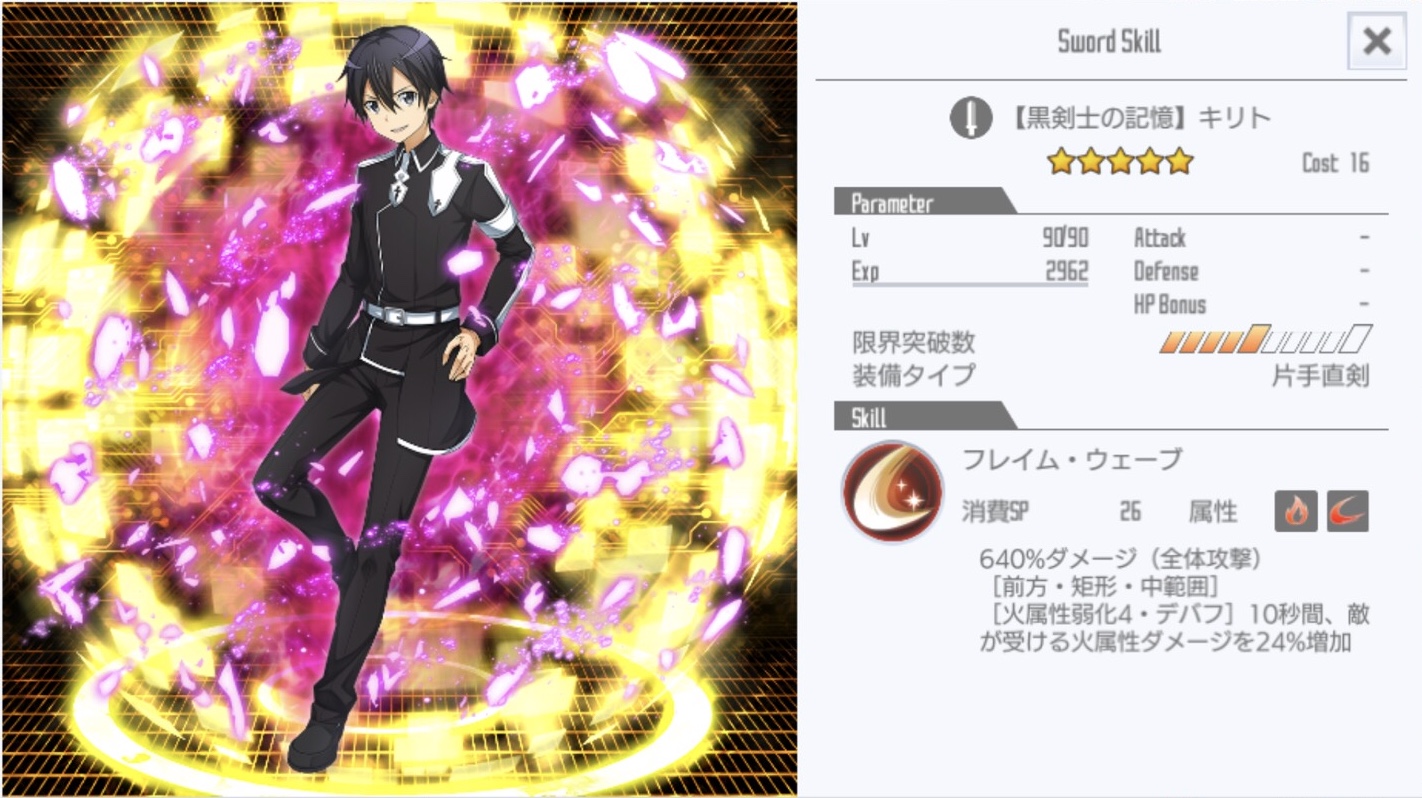 Sword Skill
【黒剣士の記憶】キリト
Cost 16
Parameter
Lv 90/90 Attack -
Exp 2962 Defense -
HP Bonus -
限界突破数
装備タイプ 片手直剣
Skill
フレイム・ウェーブ
消費SP 26 属性
640%ダメージ（全体攻撃）
［前方・矩形・中範囲］
［火属性弱化4・デバフ］10秒間、敵
が受ける火属性ダメージを24%増加